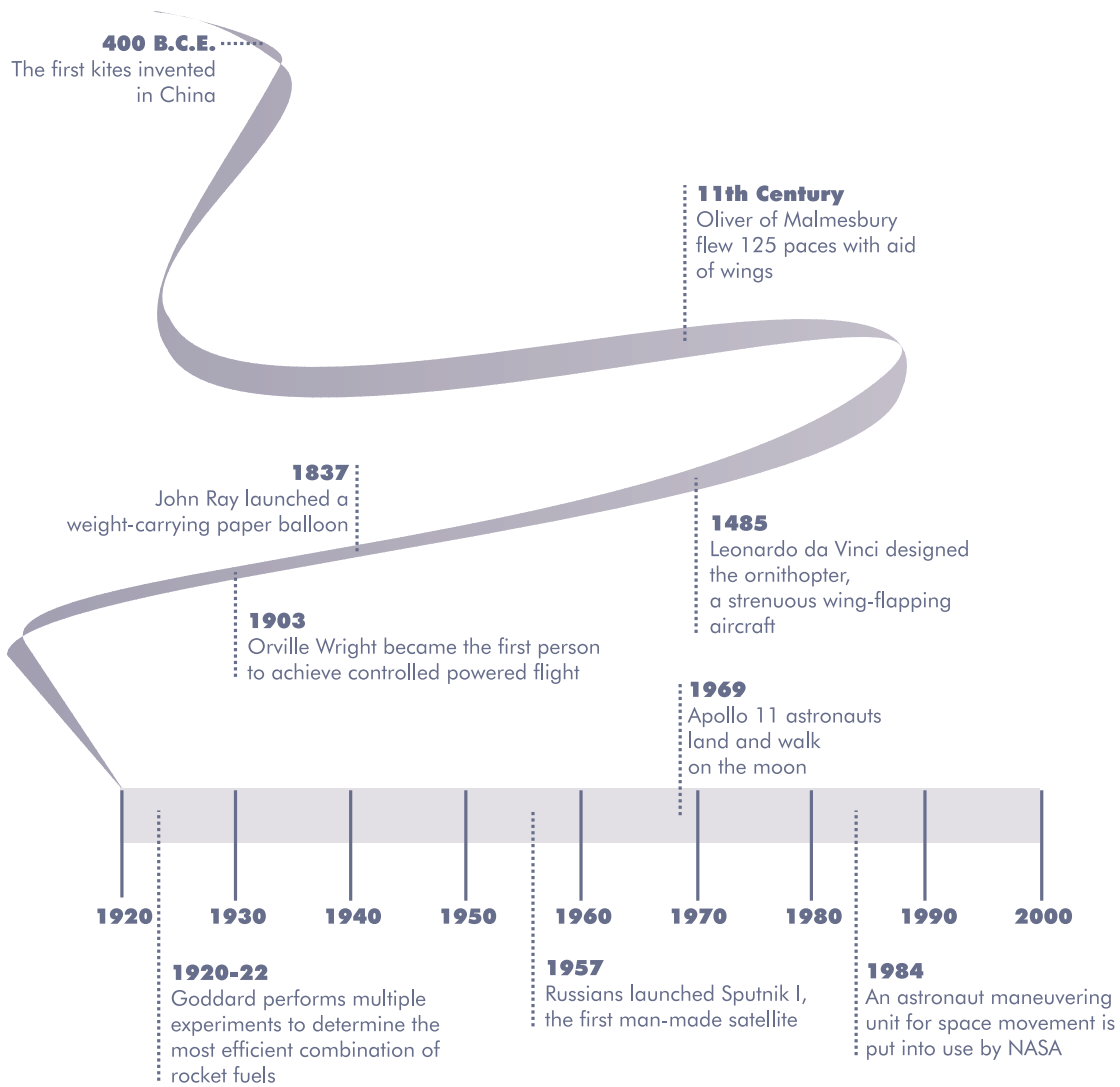 400 B.C.E.
The first kites invented
in China
11th Century
Oliver of Malmesbury
flew 125 paces with aid
of wings
1837
John Ray launched a
weight-carrying paper balloon
1485
Leonardo da Vinci designed
the ornithopter,
a strenuous wing-flapping
aircraft
1903
Orville Wright became the first person
to achieve controlled powered flight
1969
Apollo 11 astronauts
land and walk
on the moon
1920 1930 1940 1950 1960 1970 1980 1990 2000
1920-22
Goddard performs multiple
experiments to determine the
most efficient combination of
rocket fuels
1957
Russians launched Sputnik I,
the first man-made satellite
1984
An astronaut maneuvering
unit for space movement is
put into use by NASA